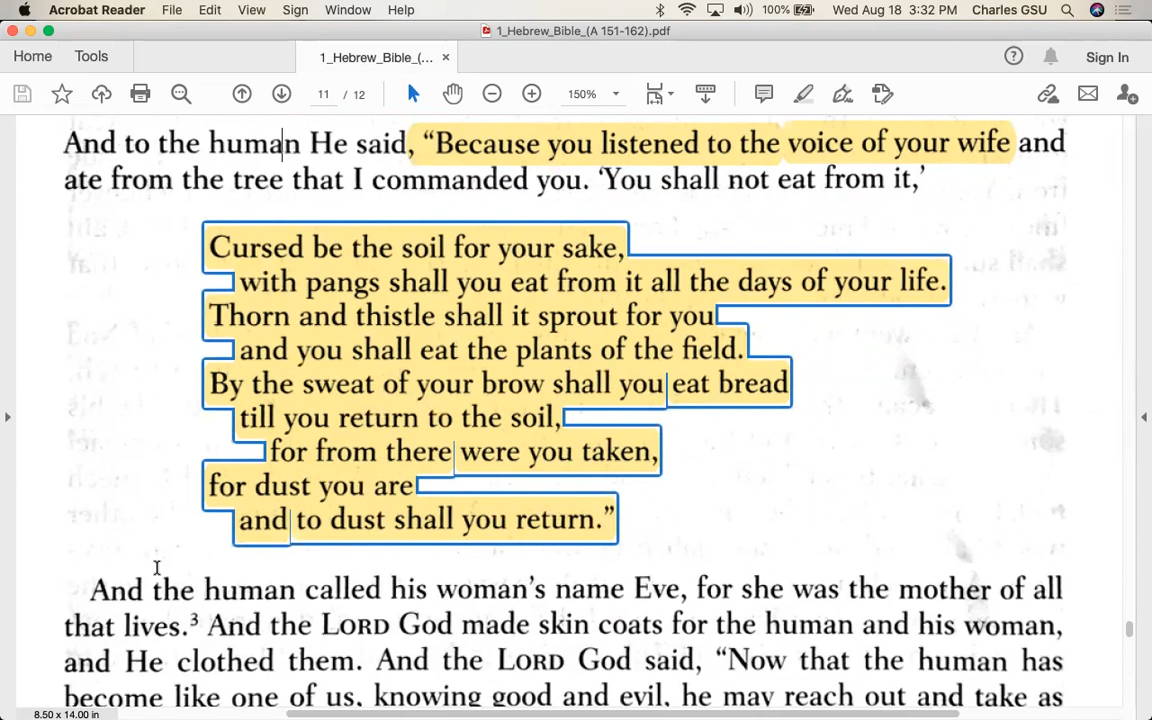 Acrobat Reader File Edit View Sign Window Help 100% Wed Aug 18 3:32 PM Charles GSU
1_Hebrew_Bible_(A 151-162).pdf
Home Tools 1_Hebrew_Bible_(... × Sign In
11 / 12 150%
And to the human He said, “Because you listened to the voice of your wife and
ate from the tree that I commanded you. ‘You shall not eat from it,’
Cursed be the soil for your sake,
with pangs shall you eat from it all the days of your life.
Thorn and thistle shall it sprout for you
and you shall eat the plants of the field.
By the sweat of your brow shall you eat bread
till you return to the soil,
for from there were you taken,
for dust you are
and to dust shall you return.”
And the human called his woman’s name Eve, for she was the mother of all
that lives.³ And the LORD God made skin coats for the human and his woman,
and He clothed them. And the LORD God said, “Now that the human has
become like one of us, knowing good and evil, he may reach out and take as
8.50 x 14.00 in